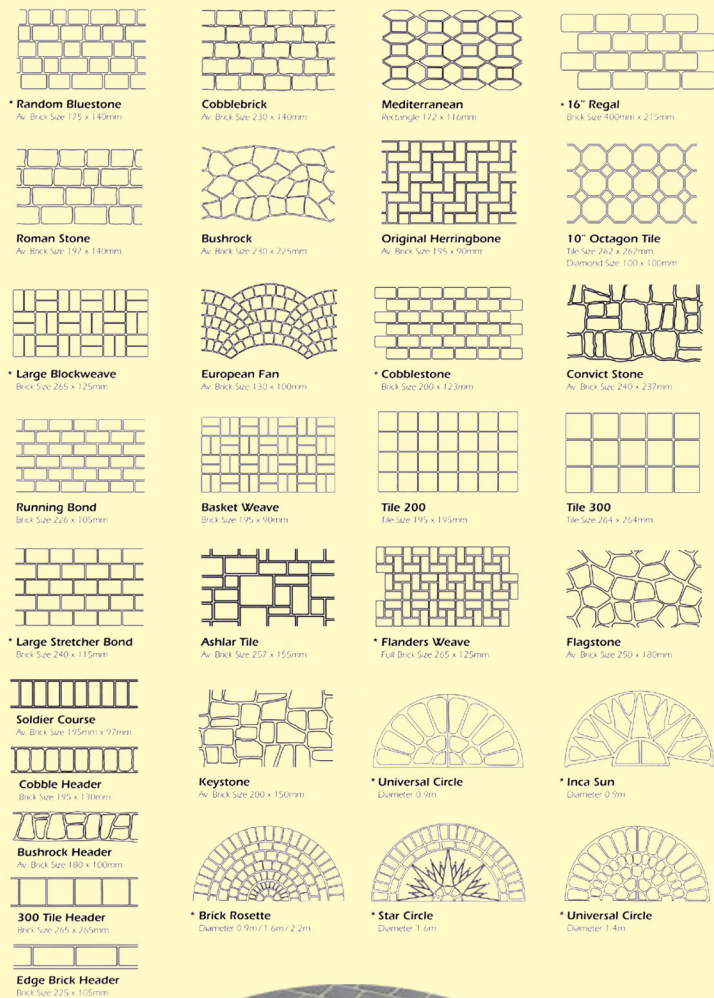 * Random Bluestone
Av. Brick Size 175 x 140mm
Cobblebrick
Av. Brick Size 230 x 140mm
Mediterranean
Rectangle 172 x 116mm
* 16" Regal
Brick Size 400mm x 215mm
Roman Stone
Av. Brick Size 197 x 140mm
Bushrock
Av. Brick Size 230 x 225mm
Original Herringbone
Av. Brick Size 195 x 90mm
10" Octagon Tile
Tile Size 262 x 262mm
Diamond Size 100 x 100mm
* Large Blockweave
Brick Size 265 x 125mm
European Fan
Av. Brick Size 130 x 100mm
* Cobblestone
Brick Size 200 x 123mm
Convict Stone
Av. Brick Size 240 x 237mm
Running Bond
Brick Size 226 x 105mm
Basket Weave
Brick Size 195 x 90mm
Tile 200
Tile Size 195 x 195mm
Tile 300
Tile Size 264 x 264mm
* Large Stretcher Bond
Brick Size 240 x 115mm
Ashlar Tile
Av. Brick Size 257 x 155mm
* Flanders Weave
Full Brick Size 265 x 125mm
Flagstone
Av. Brick Size 250 x 180mm
Soldier Course
Av. Brick Size 195mm x 97mm
Cobble Header
Brick Size 195 x 130mm
Bushrock Header
Av. Brick Size 180 x 100mm
300 Tile Header
Brick Size 265 x 265mm
Edge Brick Header
Brick Size 225 x 105mm
Keystone
Av. Brick Size 200 x 150mm
* Universal Circle
Diameter 0.9m
* Inca Sun
Diameter 0.9m
* Brick Rosette
Diameter 0.9m / 1.6m / 2.2m
* Star Circle
Diameter 1.6m
* Universal Circle
Diameter 1.4m